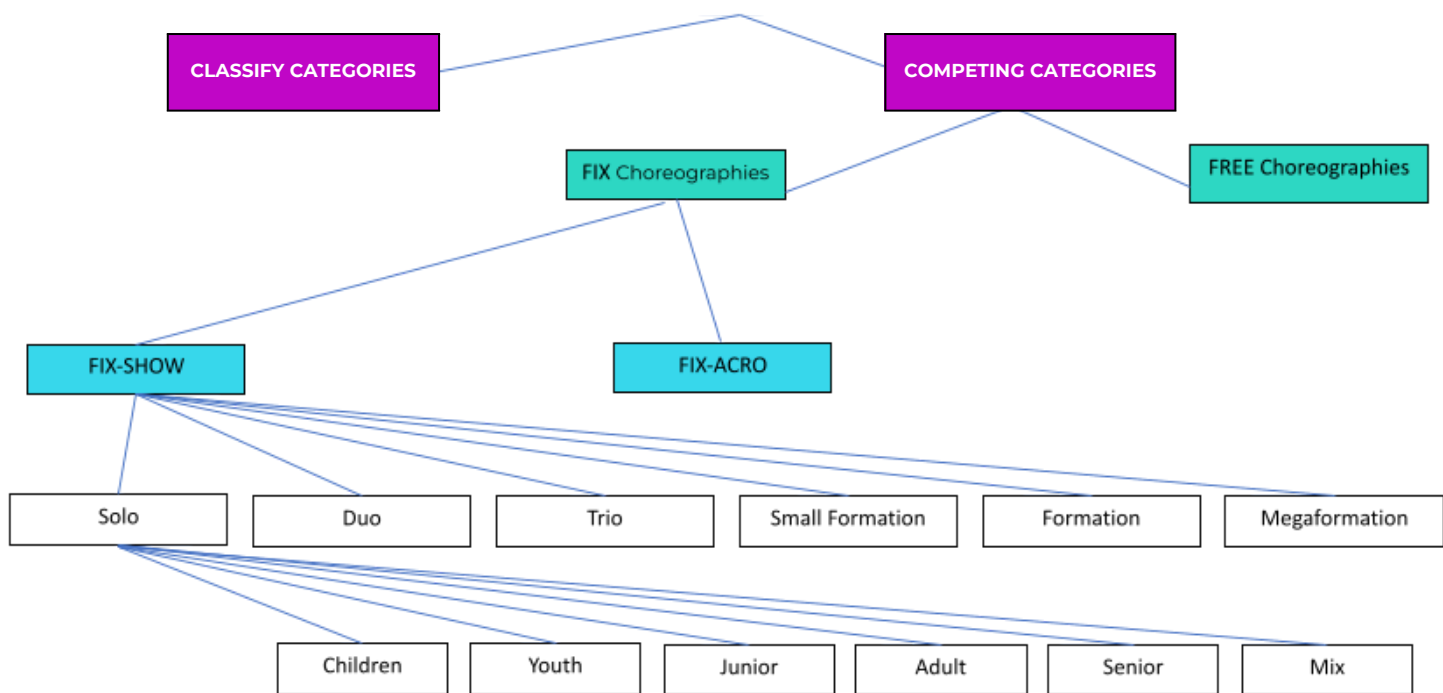 CLASSIFY CATEGORIES
COMPETING CATEGORIES
FIX Choreographies
FREE Choreographies
FIX-SHOW
FIX-ACRO
Solo
Duo
Trio
Small Formation
Formation
Megaformation
Children
Youth
Junior
Adult
Senior
Mix